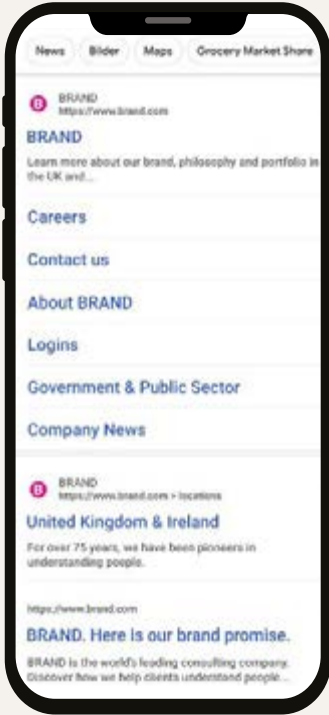 News Bilder Maps Grocery Market Share
B BRAND
https://www.brand.com
BRAND
Learn more about our brand, philosophy and portfolio in
the UK and...
Careers
Contact us
About BRAND
Logins
Government & Public Sector
Company News
B BRAND
https://www.brand.com > locations
United Kingdom & Ireland
For over 75 years, we have been pioneers in
understanding people.
https://www.brand.com
BRAND. Here is our brand promise.
BRAND is the world's leading consulting company.
Discover how we help clients understand people...